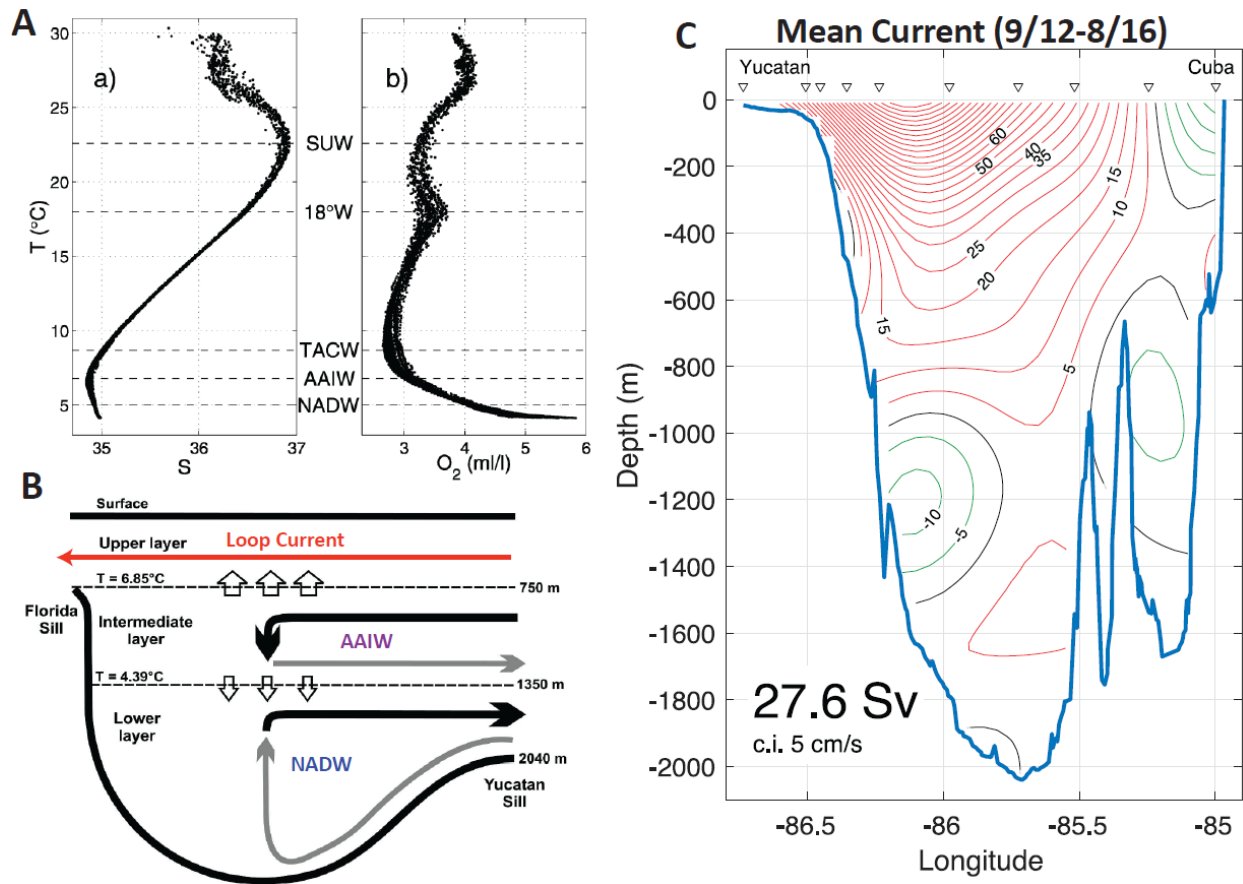 A
a)
b)
30
25
20
15
10
5
T (°C)
SUW
18°W
TACW
AAIW
NADW
35
36
37
S
3
4
5
6
O2 (ml/l)
B
Surface
Upper layer
Loop Current
T = 6.85°C
750 m
Florida
Sill
Intermediate
layer
AAIW
T = 4.39°C
1350 m
Lower
layer
NADW
2040 m
Yucatan
Sill
C
Mean Current (9/12-8/16)
Yucatan
Cuba
0
-200
-400
-600
-800
-1000
-1200
-1400
-1600
-1800
-2000
Depth (m)
60
50
40
35
25
20
15
15
10
5
-10
-5
27.6 Sv
c.i. 5 cm/s
-86.5
-86
-85.5
-85
Longitude